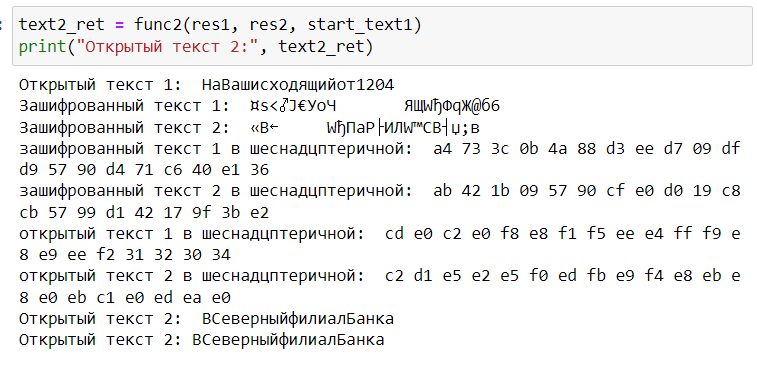 text2_ret = func2(res1, res2, start_text1)
print("Открытый текст 2:", text2_ret)
Открытый текст 1:  НаВашисходящийот1204
Зашифрованный текст 1:  ¤s<♂J€УоЧ	ЯЩWђФqЖ@б6
Зашифрованный текст 2:  «B←	WђПаР├ИЛW™СB┤џ;в
зашифрованный текст 1 в шеснадцптеричной:  a4 73 3c 0b 4a 88 d3 ee d7 09 df
d9 57 90 d4 71 c6 40 e1 36
зашифрованный текст 2 в шеснадцптеричной:  ab 42 1b 09 57 90 cf e0 d0 19 c8
cb 57 99 d1 42 17 9f 3b e2
открытый текст 1 в шеснадцптеричной:  cd e0 c2 e0 f8 e8 f1 f5 ee e4 ff f9 e
8 e9 ee f2 31 32 30 34
открытый текст 2 в шеснадцптеричной:  c2 d1 e5 e2 e5 f0 ed fb e9 f4 e8 eb e
8 e0 eb c1 e0 ed ea e0
Открытый текст 2:  ВСеверныйфилиалБанка
Открытый текст 2: ВСеверныйфилиалБанка